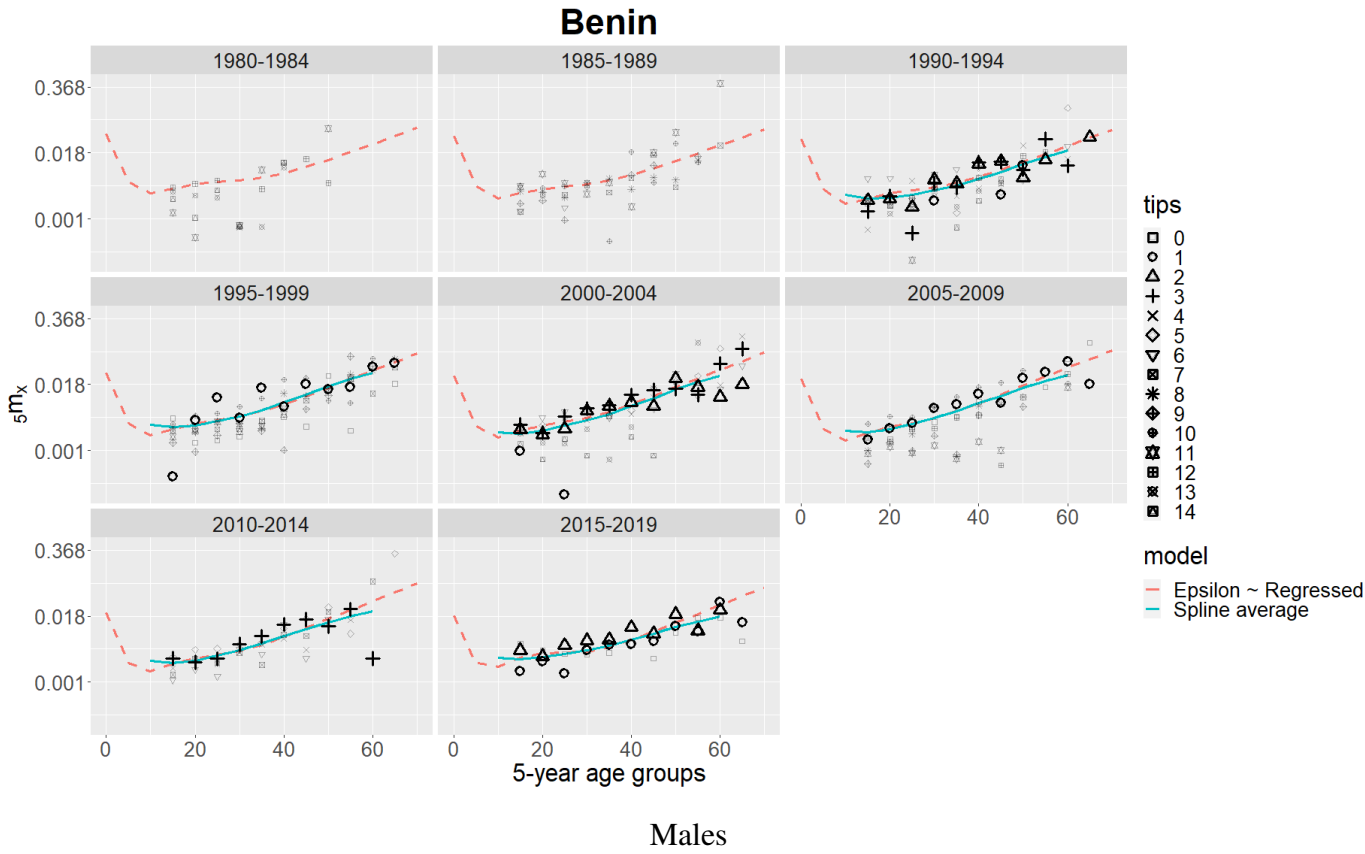 Benin
1980-1984
1985-1989
1990-1994
0.368
0.018
0.001
1995-1999
2000-2004
2005-2009
0.368
0.018
0.001
0 20 40 60
2010-2014
2015-2019
0.368
0.018
0.001
0 20 40 60
0 20 40 60
5mx
5-year age groups
tips
0
1
2
3
4
5
6
7
8
9
10
11
12
13
14
model
Epsilon ~ Regressed
Spline average
Males